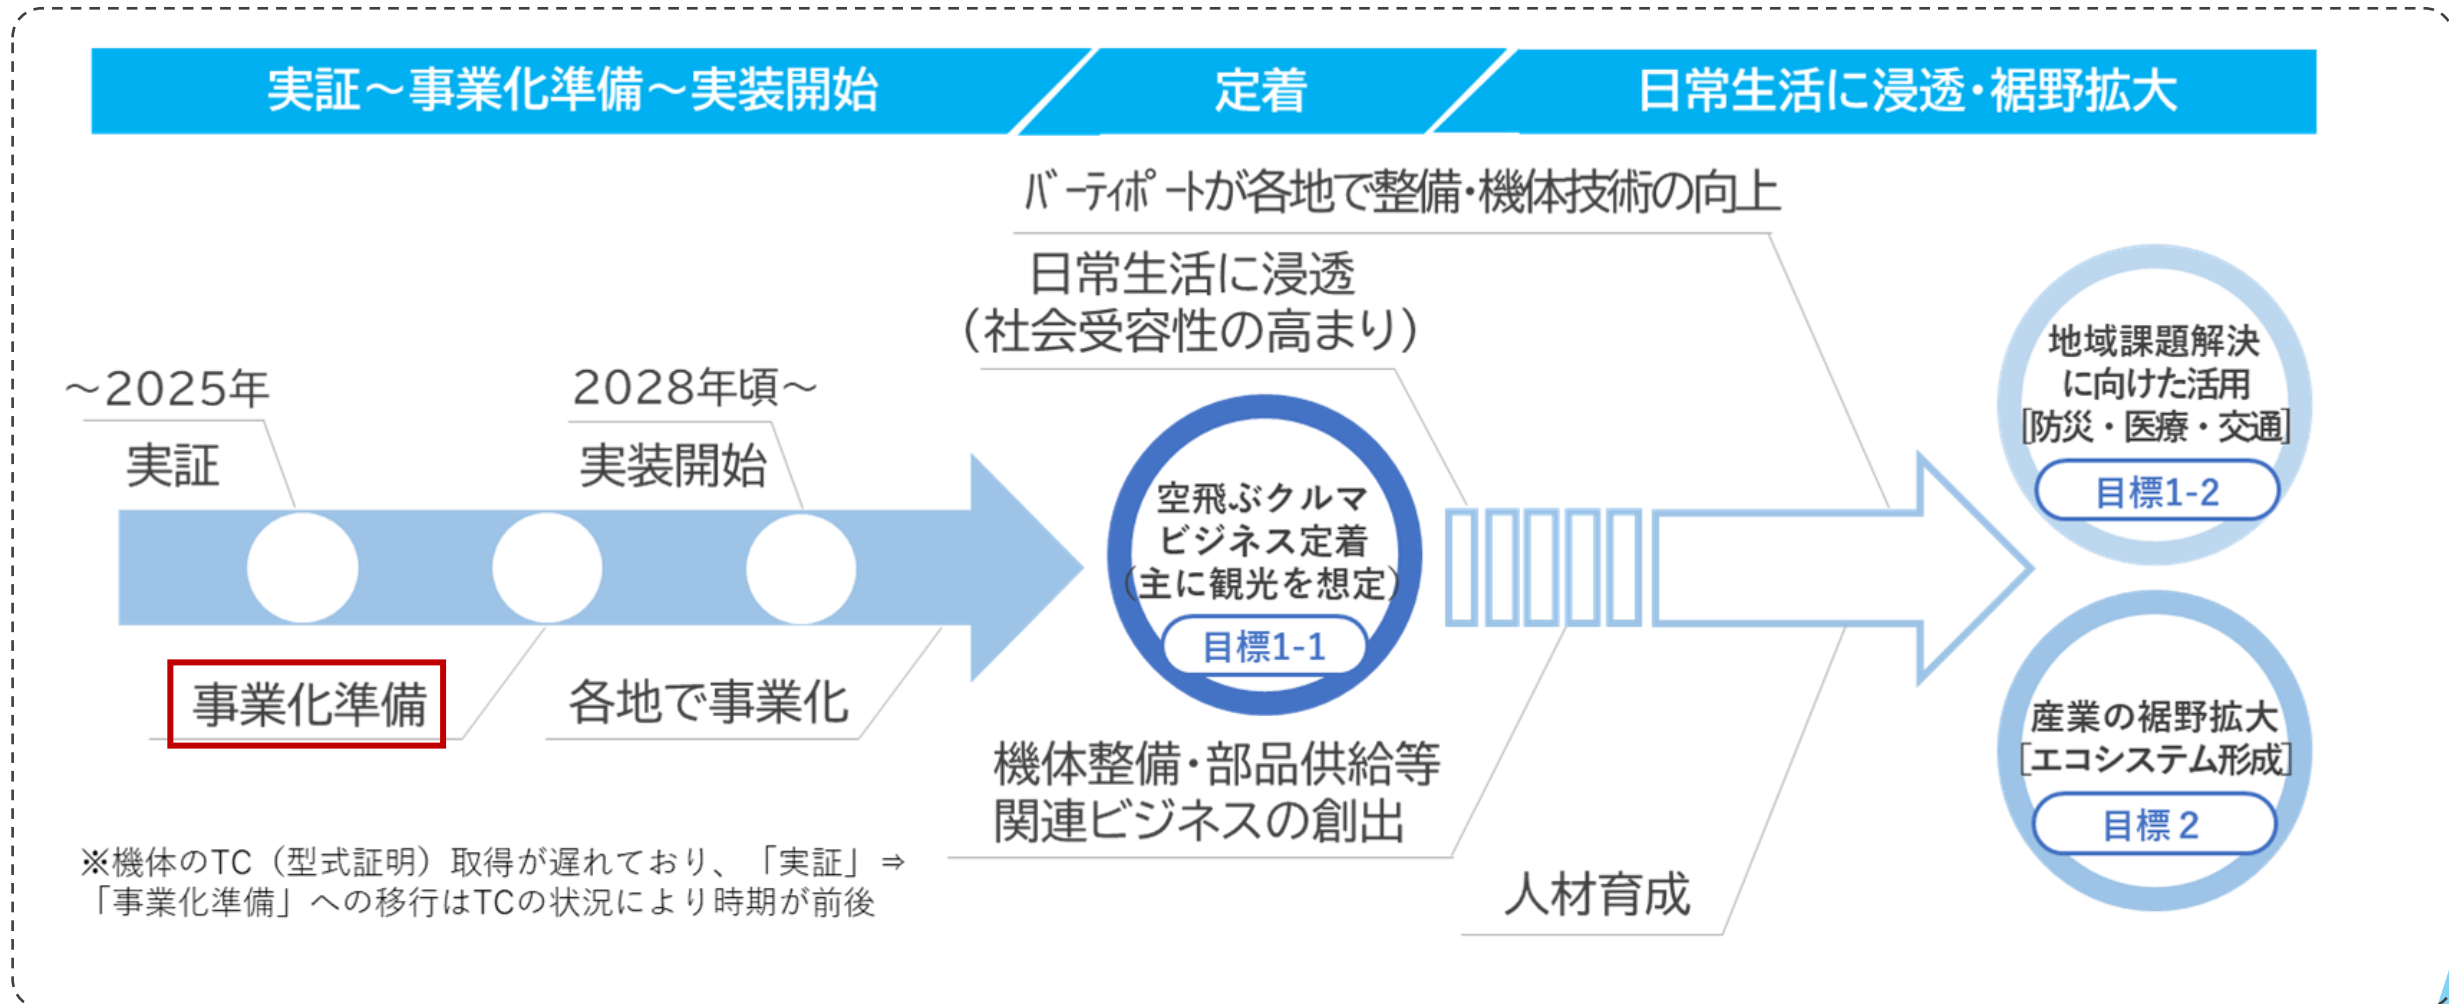 実証～事業化準備～実装開始
定着
日常生活に浸透・裾野拡大
バーティポートが各地で整備・機体技術の向上
日常生活に浸透
（社会受容性の高まり）
～2025年
実証
2028年頃～
実装開始
事業化準備
各地で事業化
空飛ぶクルマ
ビジネス定着
（主に観光を想定）
目標1-1
機体整備・部品供給等
関連ビジネスの創出
人材育成
地域課題解決
に向けた活用
[防災・医療・交通]
目標1-2
産業の裾野拡大
[エコシステム形成]
目標２
※機体のTC（型式証明）取得が遅れており、「実証」⇒
「事業化準備」への移行はTCの状況により時期が前後